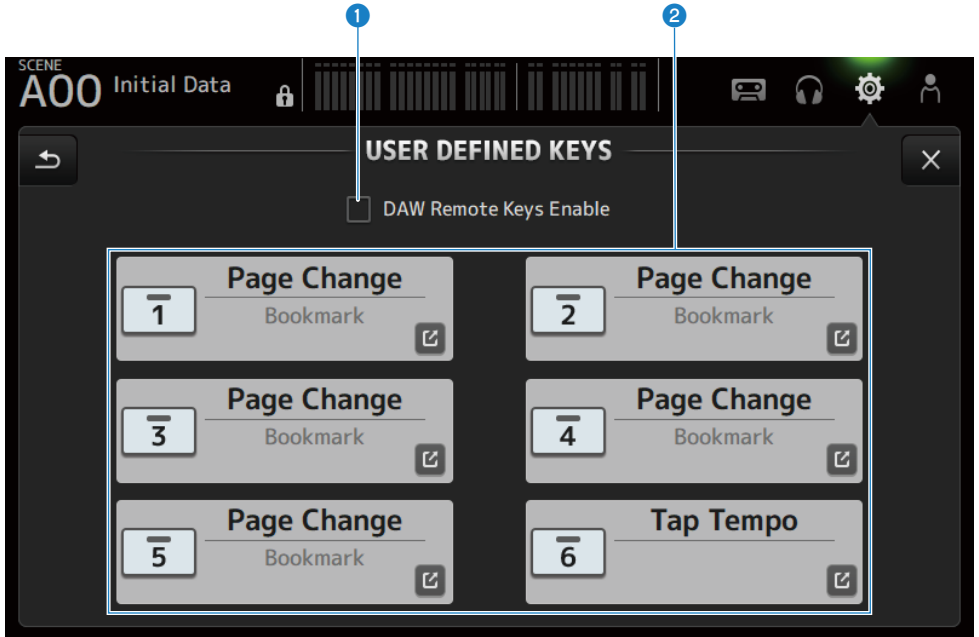 1 2
SCENE
A00 Initial Data
USER DEFINED KEYS
DAW Remote Keys Enable
1 Page Change
Bookmark
2 Page Change
Bookmark
3 Page Change
Bookmark
4 Page Change
Bookmark
5 Page Change
Bookmark
6 Tap Tempo